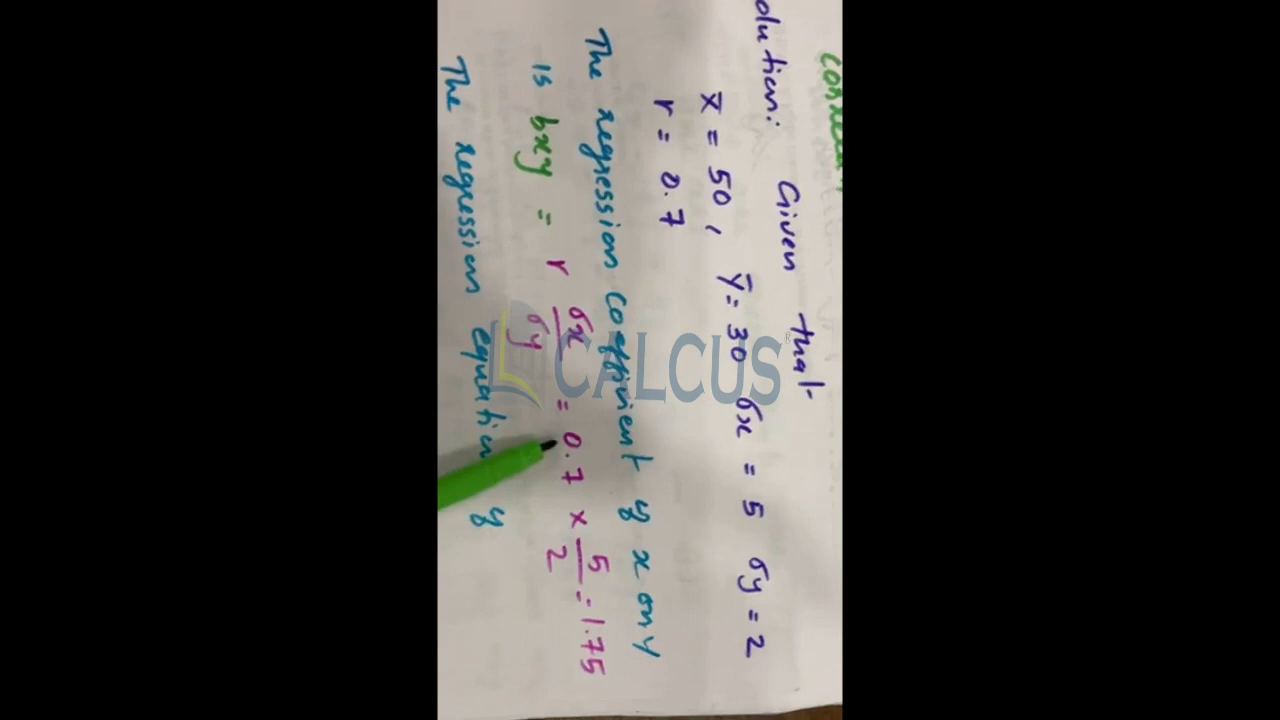 olution: Given that
x̄ = 50, ȳ = 30 σx = 5 σy = 2
r = 0.7
The regression coefficient of x on y
is bxy = r σx/σy = 0.7 × 5/2 = 1.75
The regression equation of
CALCUS